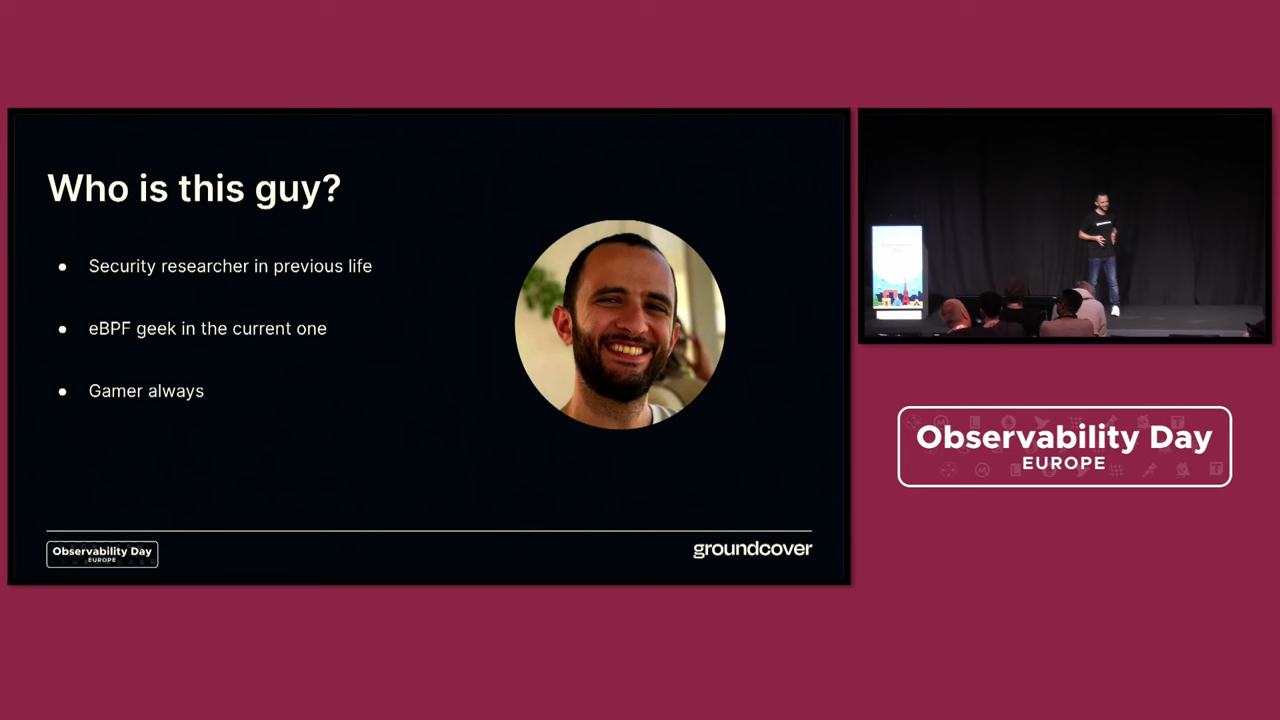 Who is this guy?
Security researcher in previous life
eBPF geek in the current one
Gamer always
Observability Day
EUROPE
groundcover
Observability Day
EUROPE